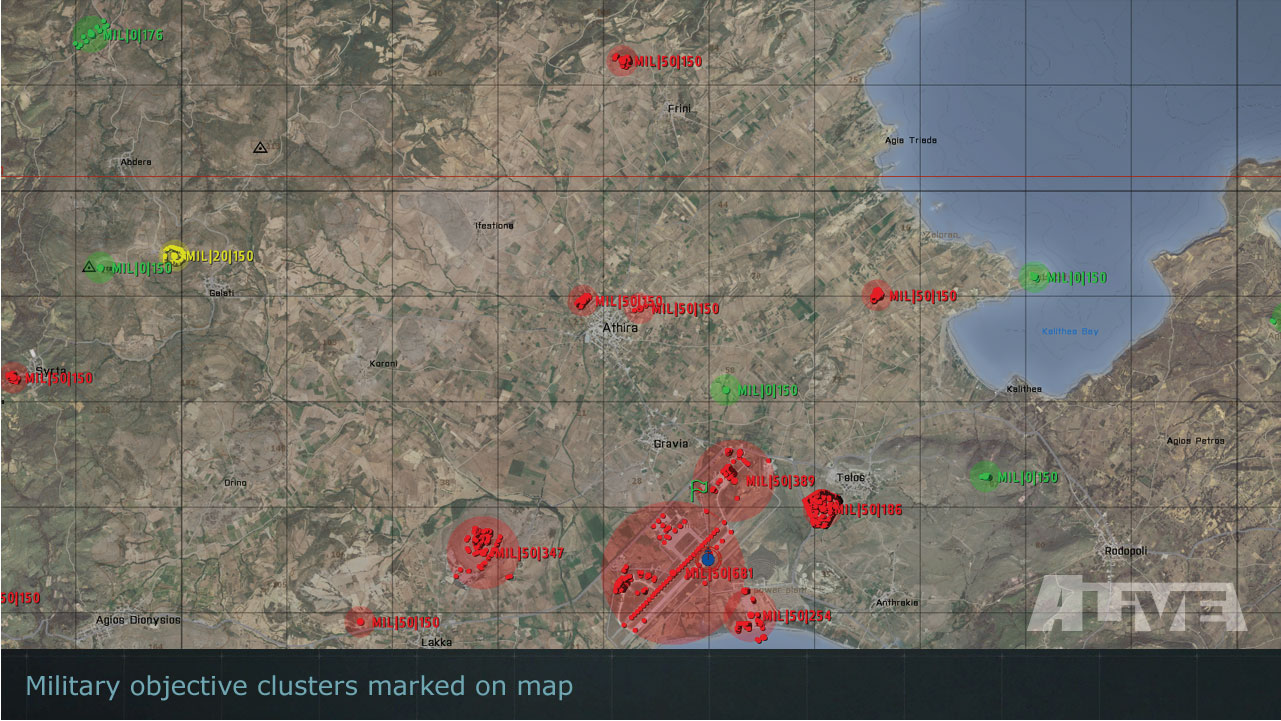 MIL|0|175
MIL|50|150
Frini
Agia Triada
Abdera
Ifestiona
Zeloran
MIL|20|150
MIL|0|150
MIL|0|150
Galati
MIL|50|150
MIL|50|150
MIL|50|150
Athira
Kalithea Bay
Koroni
Syrta
MIL|50|150
MIL|0|150
Kalithea
Gravia
Agios Petros
Telos
MIL|0|150
Orino
MIL|50|389
MIL|50|186
MIL|50|347
Rodopoli
MIL|50|681
power plant
50|150
Anthrakia
MIL|50|254
Agios Dionysios
MIL|50|150
Lakka
ALiVE
Military objective clusters marked on map